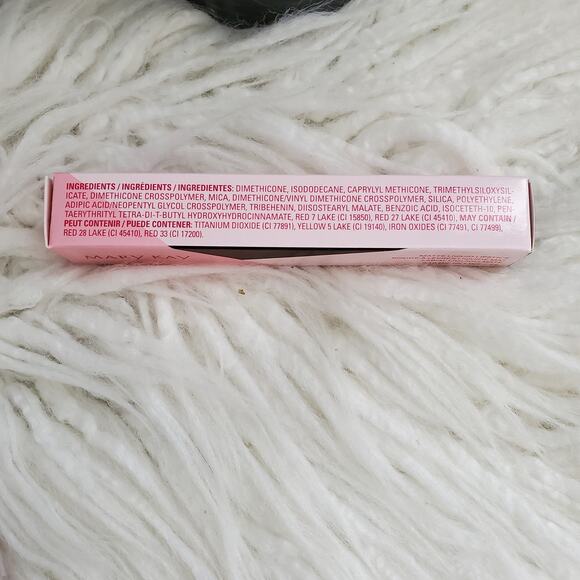 INGREDIENTS / INGRÉDIENTS / INGREDIENTES: DIMETHICONE, ISODODECANE, CAPRYLYL METHICONE, TRIMETHYLSILOXYSIL-
ICATE, DIMETHICONE CROSSPOLYMER, MICA, DIMETHICONE/VINYL DIMETHICONE CROSSPOLYMER, SILICA, POLYETHYLENE,
ADIPIC ACID/NEOPENTYL GLYCOL CROSSPOLYMER, TRIBEHENIN, DIISOSTEARYL MALATE, BENZOIC ACID, ISOCETETH-10, PEN-
TAERYTHRITYL TETRA-DI-T-BUTYL HYDROXYHYDROCINNAMATE, RED 7 LAKE (CI 15850), RED 27 LAKE (CI 45410), MAY CONTAIN /
PEUT CONTENIR / PUEDE CONTENER: TITANIUM DIOXIDE (CI 77891), YELLOW 5 LAKE (CI 19140), IRON OXIDES (CI 77491, CI 77499),
RED 28 LAKE (CI 45410), RED 33 (CI 17200).
MARY KAY